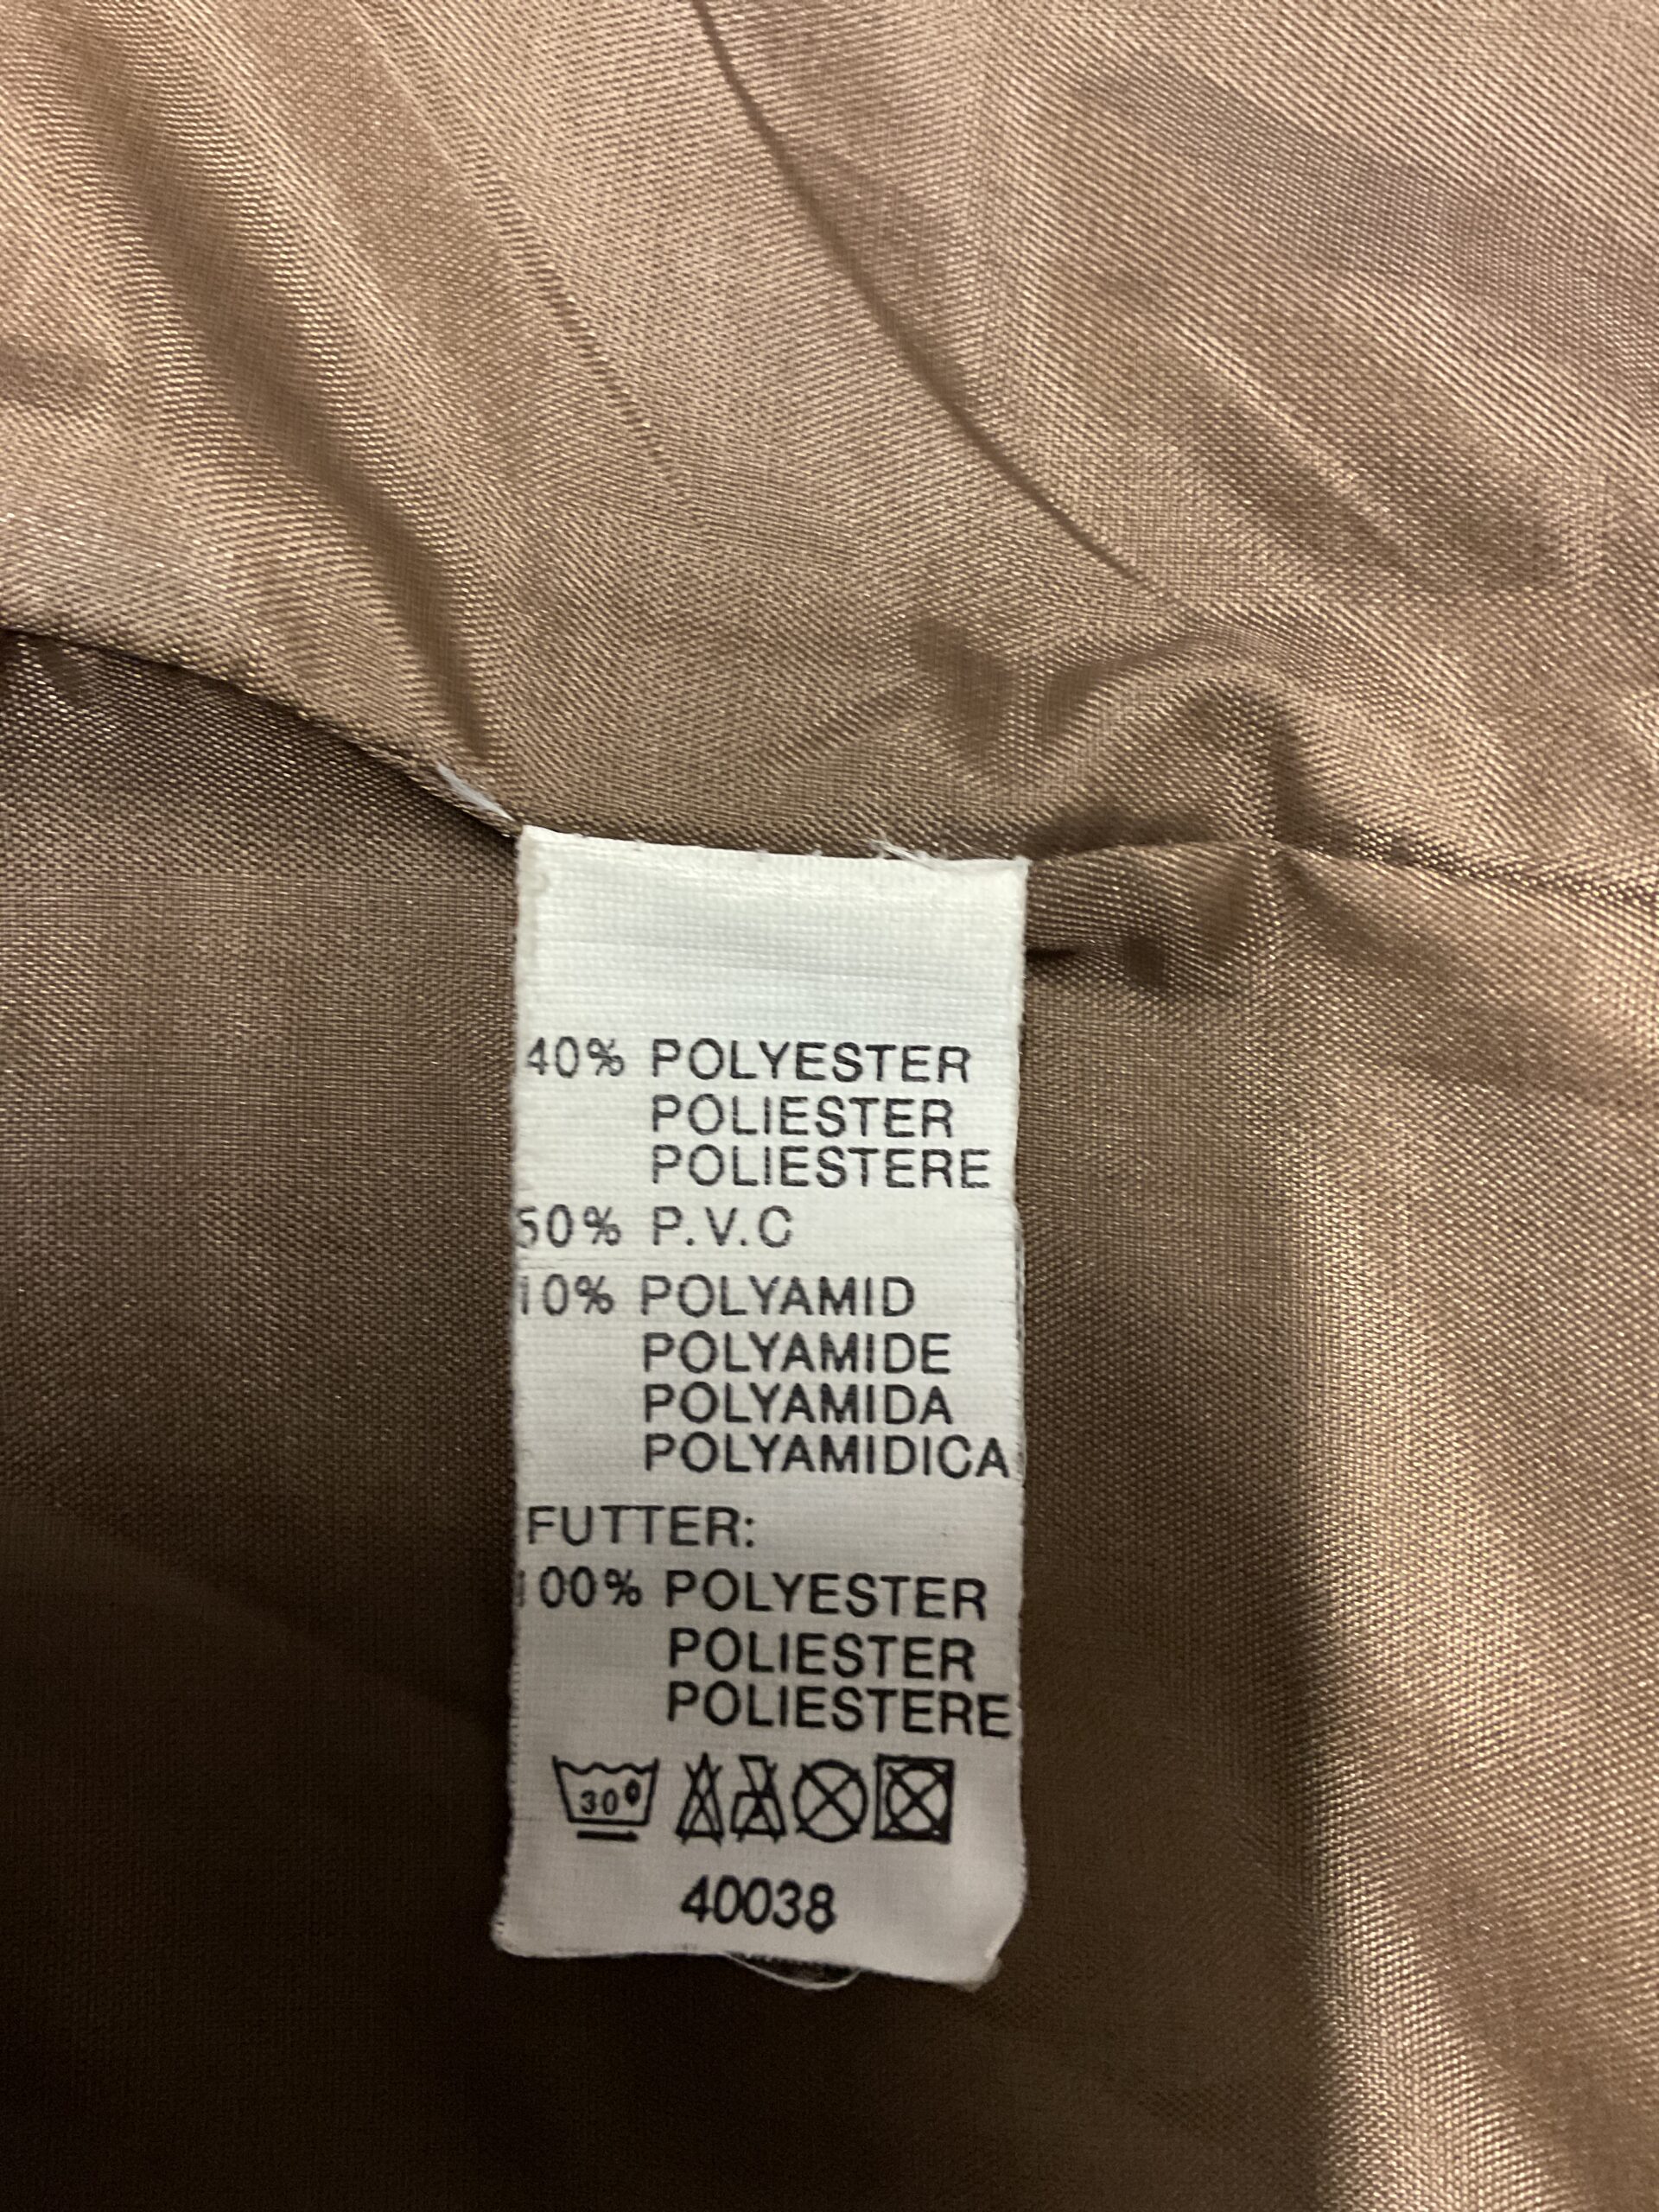 40% POLYESTER
POLIESTER
POLIESTERE
50% P.V.C
10% POLYAMID
POLYAMIDE
POLYAMIDA
POLYAMIDICA
FUTTER:
100% POLYESTER
POLIESTER
POLIESTERE
30°
40038